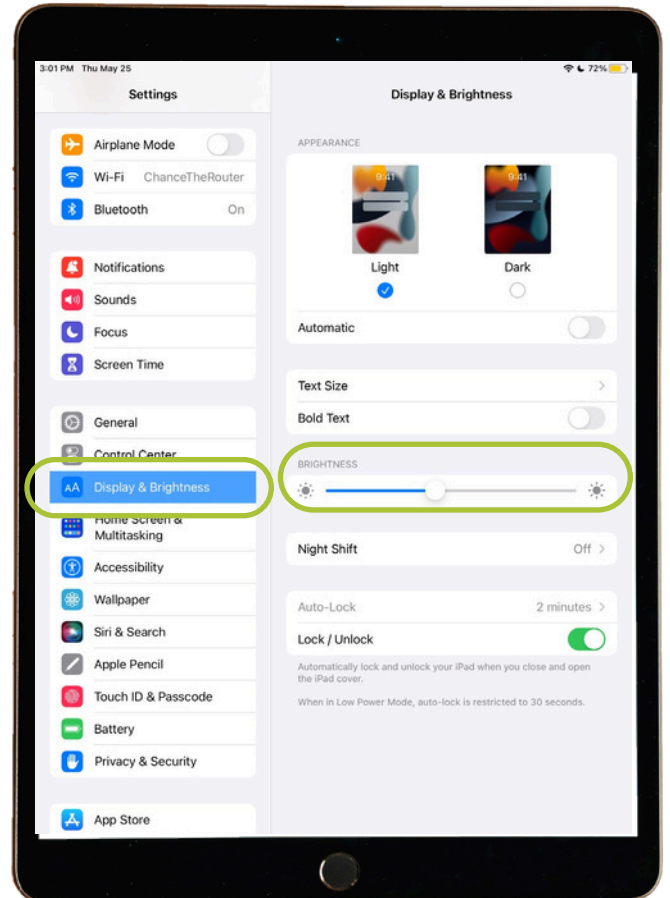 3:01 PM Thu May 25
72%
Settings
Airplane Mode
Wi-Fi ChanceTheRouter
Bluetooth On
Notifications
Sounds
Focus
Screen Time
General
Control Center
AA Display & Brightness
Home Screen &
Multitasking
Accessibility
Wallpaper
Siri & Search
Apple Pencil
Touch ID & Passcode
Battery
Privacy & Security
App Store
Display & Brightness
APPEARANCE
9:41 9:41
Light Dark
Automatic
Text Size
Bold Text
BRIGHTNESS
Night Shift Off
Auto-Lock 2 minutes
Lock / Unlock
Automatically lock and unlock your iPad when you close and open
the iPad cover.
When in Low Power Mode, auto-lock is restricted to 30 seconds.